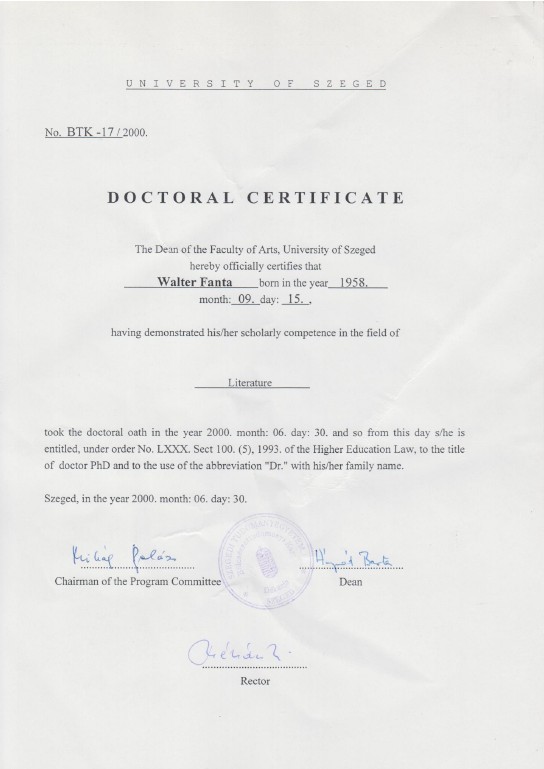 UNIVERSITY OF SZEGED
No. BTK -17 / 2000.
DOCTORAL CERTIFICATE
The Dean of the Faculty of Arts, University of Szeged
hereby officially certifies that
Walter Fanta born in the year 1958.
month: 09. day: 15. .
having demonstrated his/her scholarly competence in the field of
Literature
took the doctoral oath in the year 2000. month: 06. day: 30. and so from this day s/he is
entitled, under order No. LXXX. Sect 100. (5), 1993. of the Higher Education Law, to the title
of doctor PhD and to the use of the abbreviation "Dr." with his/her family name.
Szeged, in the year 2000. month: 06. day: 30.
Chairman of the Program Committee
Dean
Rector